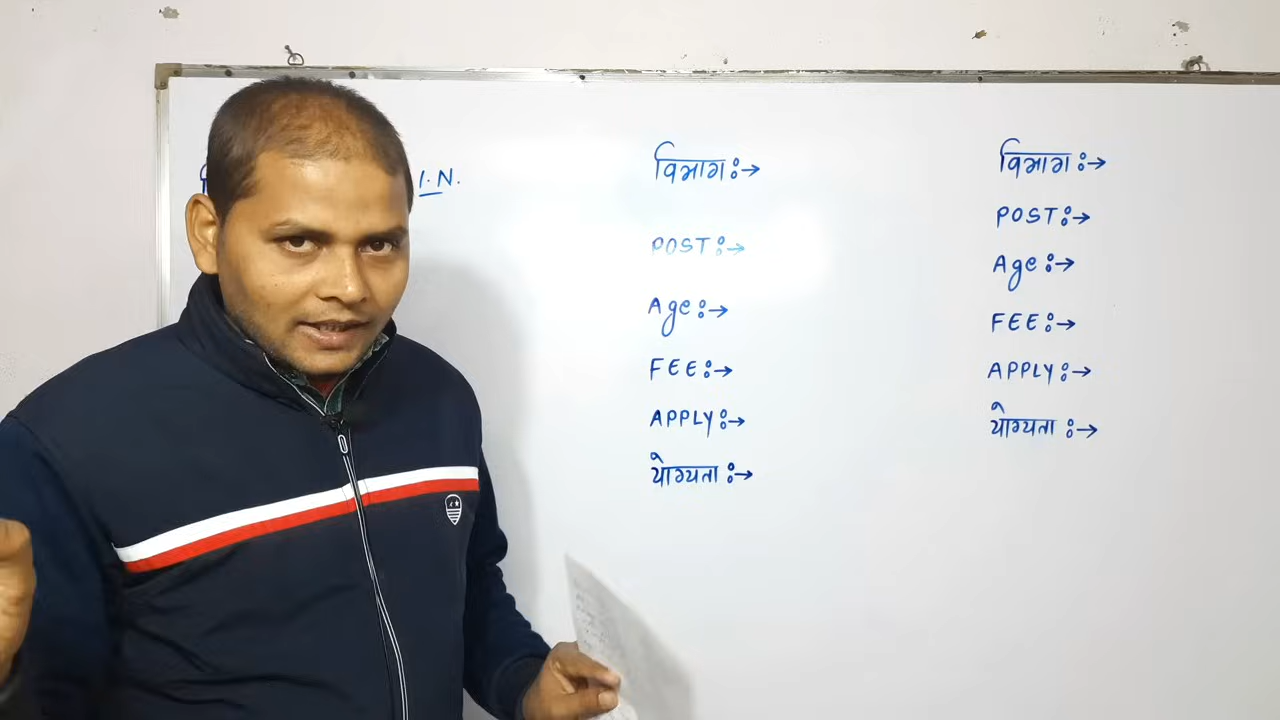 I.N.
विभाग :→
POST :→
Age :→
FEE :→
APPLY :→
योग्यता :→
विभाग :→
POST :→
Age :→
FEE :→
APPLY :→
योग्यता :→